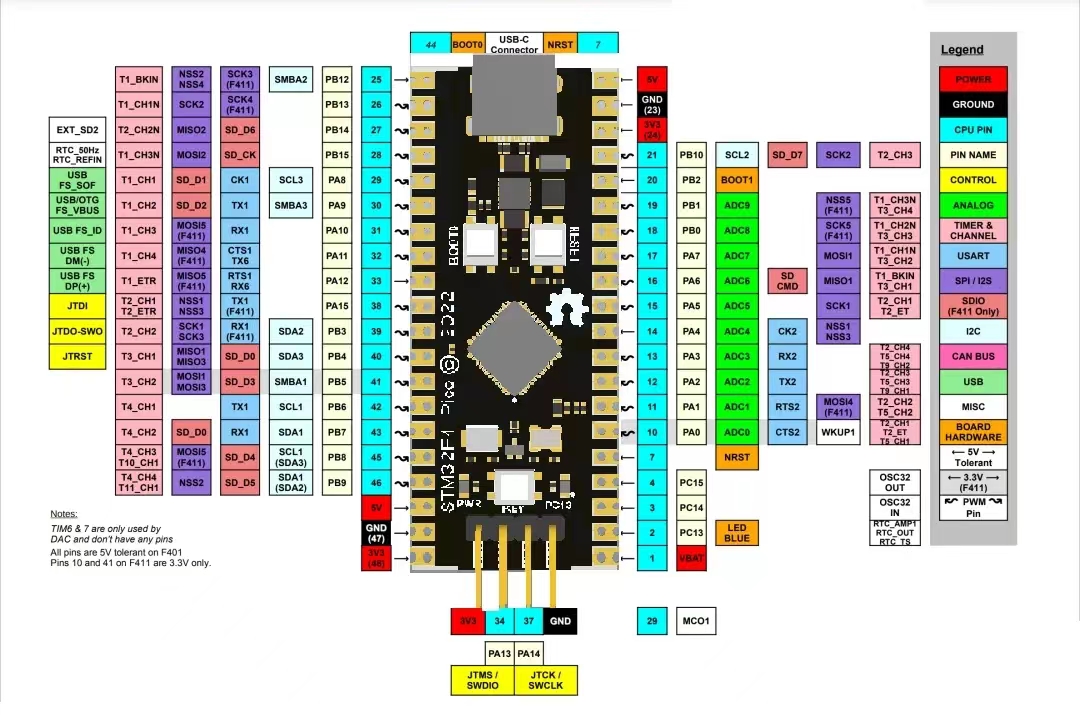 44 BOOT0 USB-C Connector NRST 7
Legend
T1_BKIN NSS2 NSS4 SCK3 (F411) SMBA2 PB12 25
T1_CH1N SCK2 SCK4 (F411) PB13 26
EXT_SD2 T2_CH2N MISO2 SD_D6 PB14 27
RTC_50Hz RTC_REFIN T1_CH3N MOSI2 SD_CK PB15 28
USB FS_SOF T1_CH1 SD_D1 CK1 SCL3 PA8 29
USB/OTG FS_VBUS T1_CH2 SD_D2 TX1 SMBA3 PA9 30
USB FS_ID T1_CH3 MOSI5 (F411) RX1 PA10 31
USB FS DM(-) T1_CH4 MISO4 (F411) CTS1 TX6 PA11 32
USB FS DP(+) T1_ETR MISO5 (F411) RTS1 RX6 PA12 33
JTDI T2_CH1 T2_ETR NSS1 NSS3 TX1 (F411) PA15 38
JTDO-SWO T2_CH2 SCK1 SCK3 RX1 (F411) SDA2 PB3 39
JTRST T3_CH1 MISO1 MISO3 SD_D0 SDA3 PB4 40
T3_CH2 MOSI1 MOSI3 SD_D3 SMBA1 PB5 41
T4_CH1 TX1 SCL1 PB6 42
T4_CH2 SD_D0 RX1 SDA1 PB7 43
T4_CH3 T10_CH1 MOSI5 (F411) SD_D4 SCL1 (SDA3) PB8 45
T4_CH4 T11_CH1 NSS2 SD_D5 SDA1 (SDA2) PB9 46
5V
GND (47)
3V3 (48)
BOOT0
RESET
STM32F4 Pico © 2022
PWR KEY PC13
5V
GND (23)
3V3 (24)
21 PB10 SCL2 SD_D7 SCK2 T2_CH3
20 PB2 BOOT1
19 PB1 ADC9 NSS5 (F411) T1_CH3N T3_CH4
18 PB0 ADC8 SCK5 (F411) T1_CH2N T3_CH3
17 PA7 ADC7 MOSI1 T1_CH1N T3_CH2
16 PA6 ADC6 SD CMD MISO1 T1_BKIN T3_CH1
15 PA5 ADC5 SCK1 T2_CH1 T2_ET
14 PA4 ADC4 CK2 NSS1 NSS3
13 PA3 ADC3 RX2 T2_CH4 T5_CH4 T9_CH2
12 PA2 ADC2 TX2 T2_CH3 T5_CH3 T9_CH1
11 PA1 ADC1 RTS2 MOSI4 (F411) T2_CH2 T5_CH2
10 PA0 ADC0 CTS2 WKUP1 T2_CH1 T2_ET T5_CH1
7 NRST
4 PC15 OSC32 OUT
3 PC14 OSC32 IN
2 PC13 LED BLUE RTC_AMP1 RTC_OUT RTC_TS
1 VBAT
POWER
GROUND
CPU PIN
PIN NAME
CONTROL
ANALOG
TIMER & CHANNEL
USART
SPI / I2S
SDIO (F411 Only)
I2C
CAN BUS
USB
MISC
BOARD HARDWARE
← 5V → Tolerant
← 3.3V → (F411)
PWM Pin
Notes:
TIM6 & 7 are only used by
DAC and don't have any pins
All pins are 5V tolerant on F401
Pins 10 and 41 on F411 are 3.3V only.
3V3 34 37 GND
29 MCO1
PA13 PA14
JTMS / SWDIO JTCK / SWCLK